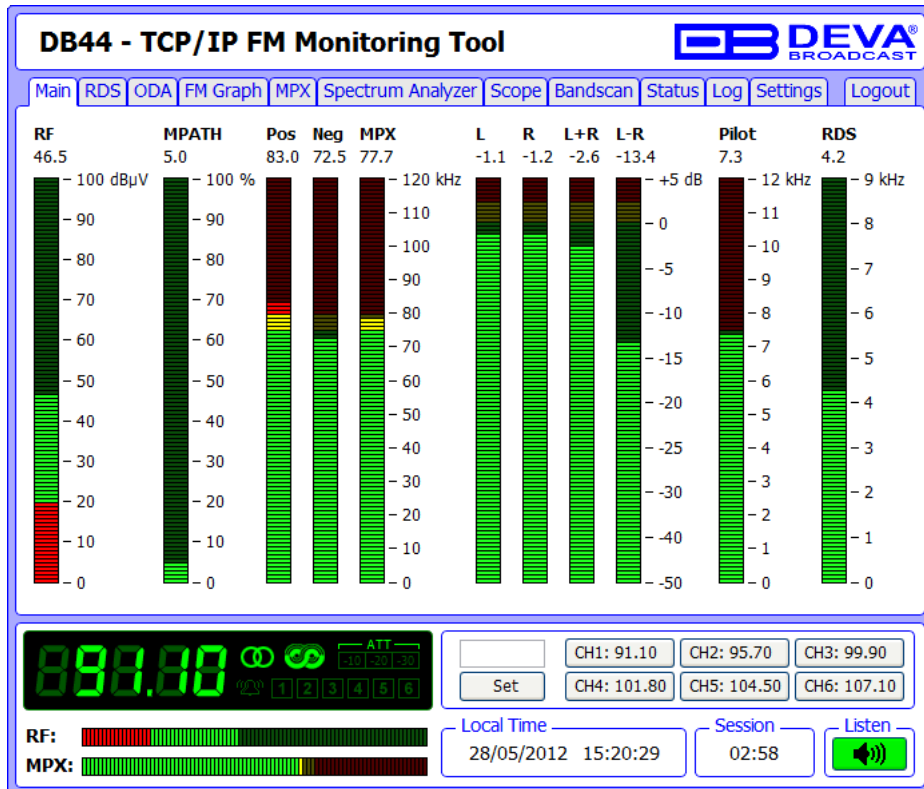 DB44 - TCP/IP FM Monitoring Tool
DB DEVA®
BROADCAST
Main RDS ODA FM Graph MPX Spectrum Analyzer Scope Bandscan Status Log Settings Logout
RF MPATH Pos Neg MPX L R L+R L-R Pilot RDS
46.5 5.0 83.0 72.5 77.7 -1.1 -1.2 -2.6 -13.4 7.3 4.2
100 dBµV 100 % 120 kHz +5 dB 12 kHz 9 kHz
90 90 110 0 11 8
80 80 100 -5 10 7
70 70 90 -10 9 6
60 60 80 -15 8 5
50 50 70 -20 7 4
40 40 60 -25 6 3
30 30 50 -30 5 2
20 20 40 -40 4 1
10 10 30 -50 3 0
0 0 20 2
10 1
0 0
91.10
ATT
-10 -20 -30
1 2 3 4 5 6
CH1: 91.10 CH2: 95.70 CH3: 99.90
Set CH4: 101.80 CH5: 104.50 CH6: 107.10
RF:
MPX:
Local Time Session Listen
28/05/2012 15:20:29 02:58